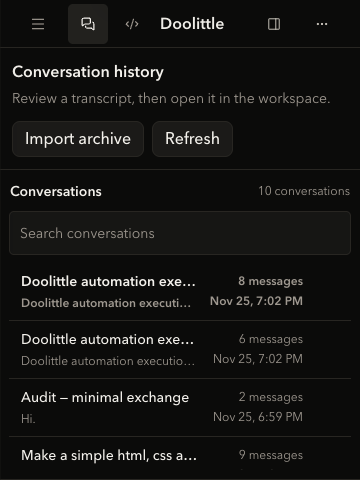 Doolittle
Conversation history
Review a transcript, then open it in the workspace.
Import archive
Refresh
Conversations
10 conversations
Search conversations
Doolittle automation exe…
8 messages
Doolittle automation executi…
Nov 25, 7:02 PM
Doolittle automation exe…
6 messages
Doolittle automation executio…
Nov 25, 7:02 PM
Audit – minimal exchange
2 messages
Hi.
Nov 25, 6:59 PM
Make a simple html, css a…
9 messages